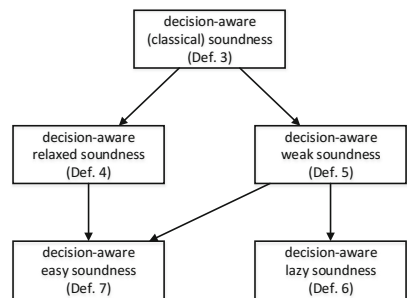 decision-aware
(classical) soundness
(Def. 3)
decision-aware
relaxed soundness
(Def. 4)
decision-aware
weak soundness
(Def. 5)
decision-aware
easy soundness
(Def. 7)
decision-aware
lazy soundness
(Def. 6)